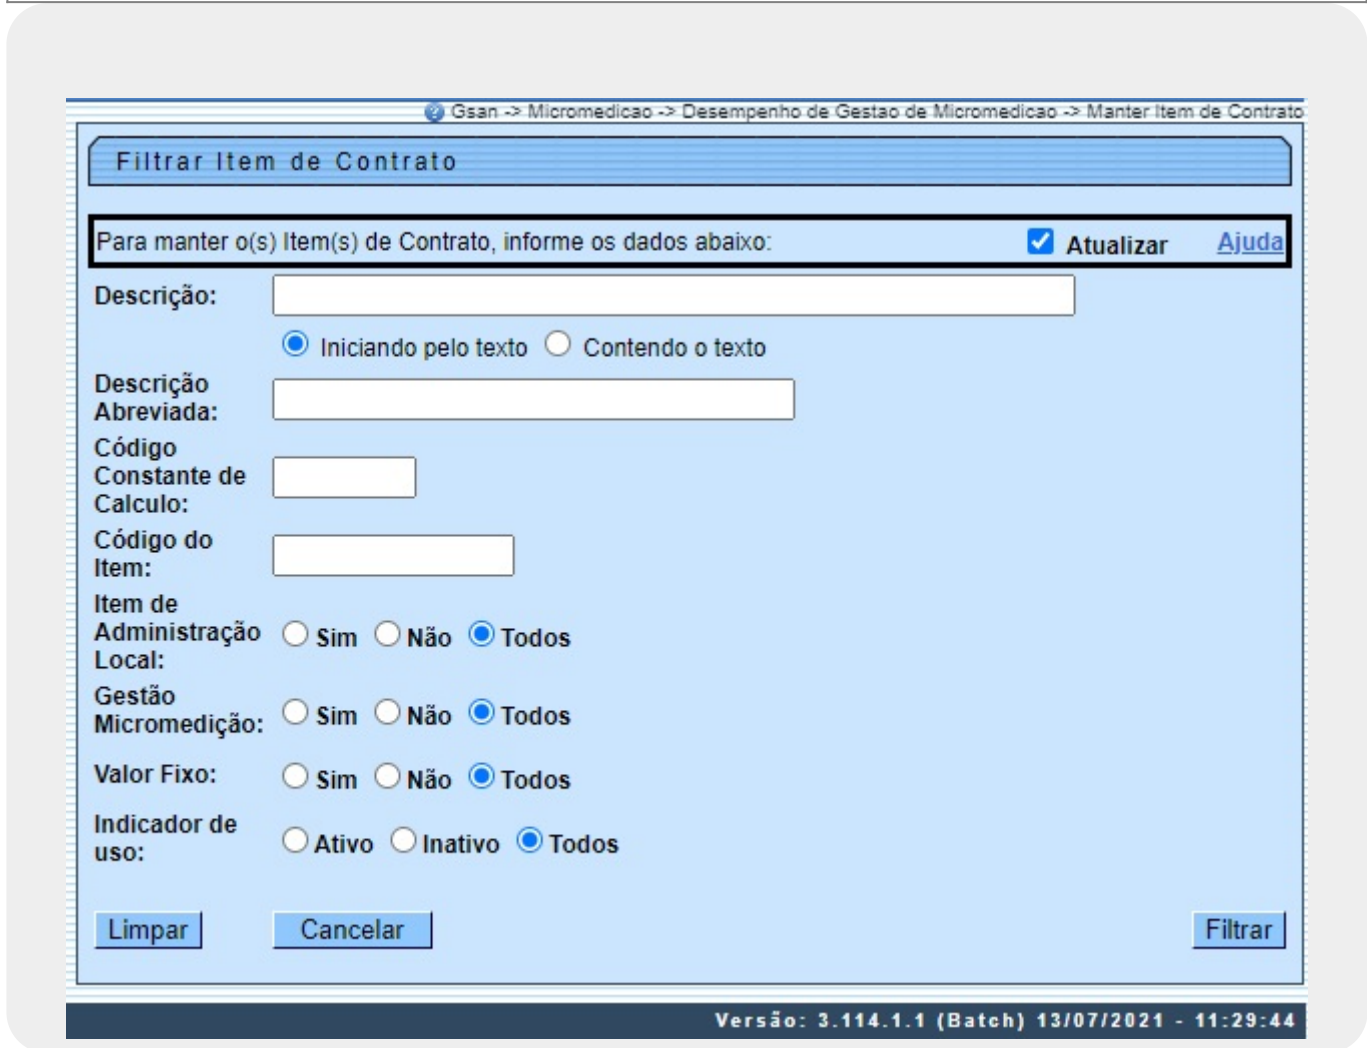 Gsan -> Micromedicao -> Desempenho de Gestao de Micromedicao -> Manter Item de Contrato
Filtrar Item de Contrato
Para manter o(s) Item(s) de Contrato, informe os dados abaixo: Atualizar Ajuda
Descrição:
Iniciando pelo texto Contendo o texto
Descrição
Abreviada:
Código
Constante de
Calculo:
Código do
Item:
Item de
Administração
Local:
Sim Não Todos
Gestão
Micromedição:
Sim Não Todos
Valor Fixo: Sim Não Todos
Indicador de
uso:
Ativo Inativo Todos
Limpar Cancelar Filtrar
Versão: 3.114.1.1 (Batch) 13/07/2021 - 11:29:44